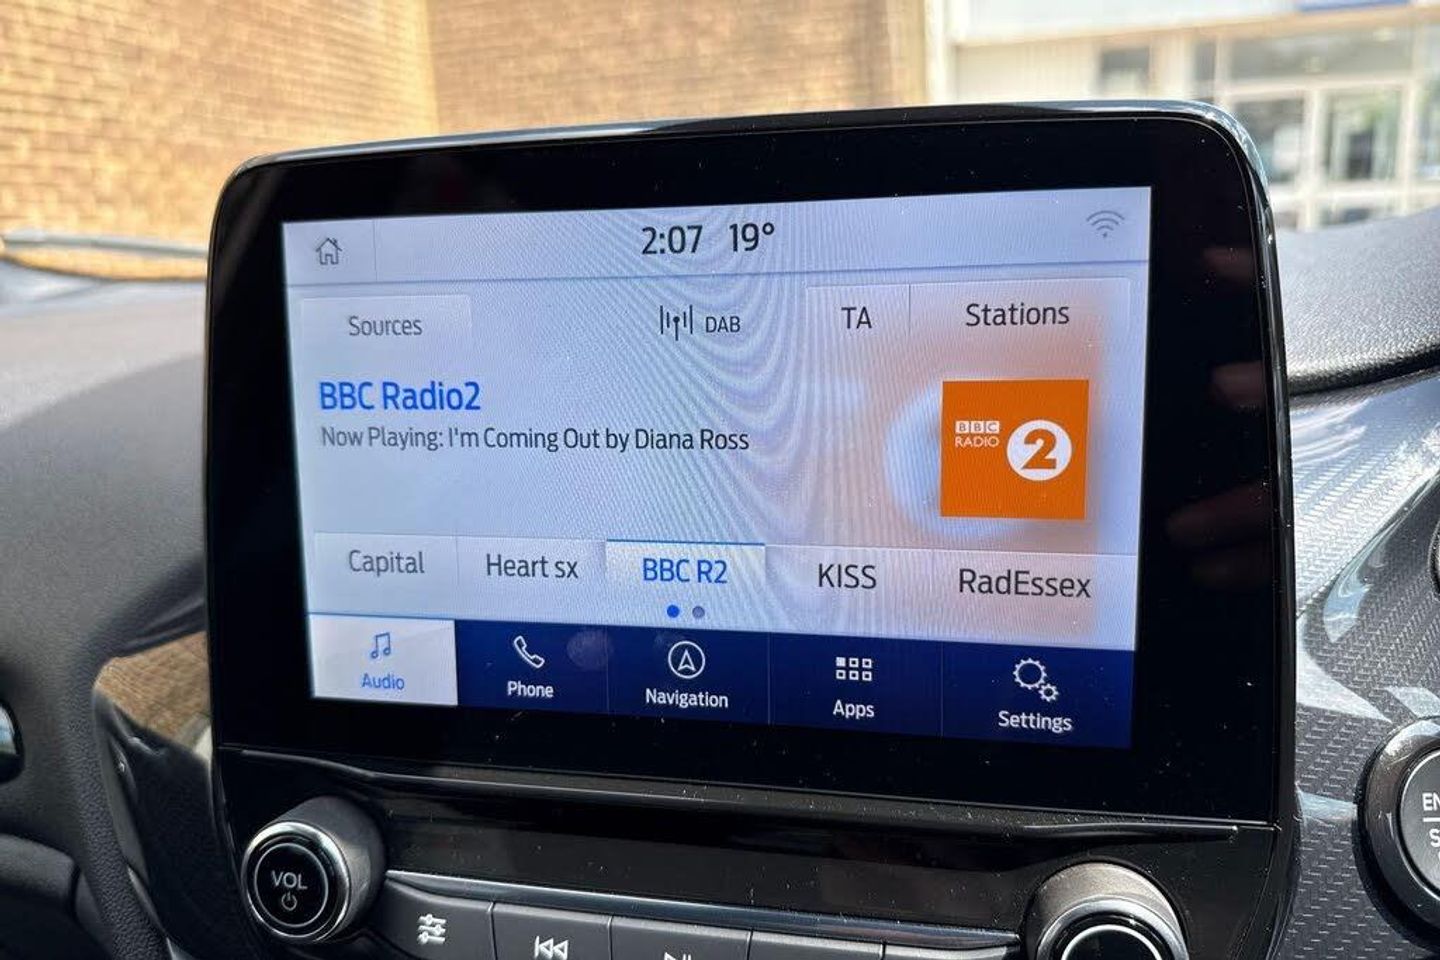 2:07 19°
Sources
DAB
TA
Stations
BBC Radio2
Now Playing: I'm Coming Out by Diana Ross
BBC
RADIO
2
Capital
Heart sx
BBC R2
KISS
RadEssex
Audio
Phone
Navigation
Apps
Settings
VOL